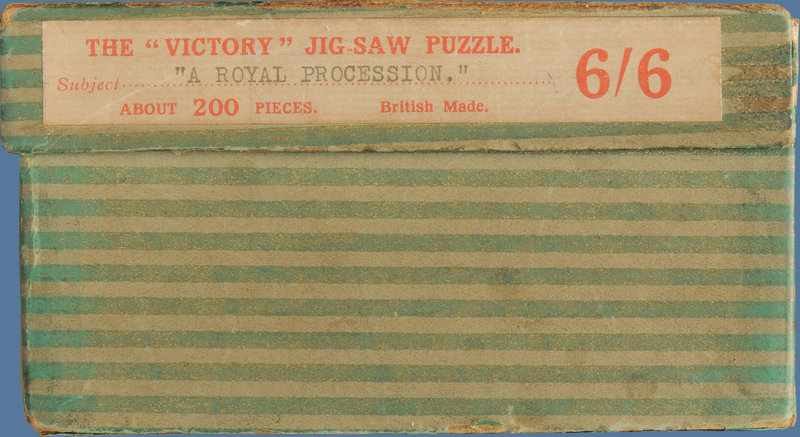 THE "VICTORY" JIG-SAW PUZZLE.
Subject "A ROYAL PROCESSION." 6/6
ABOUT 200 PIECES. British Made.